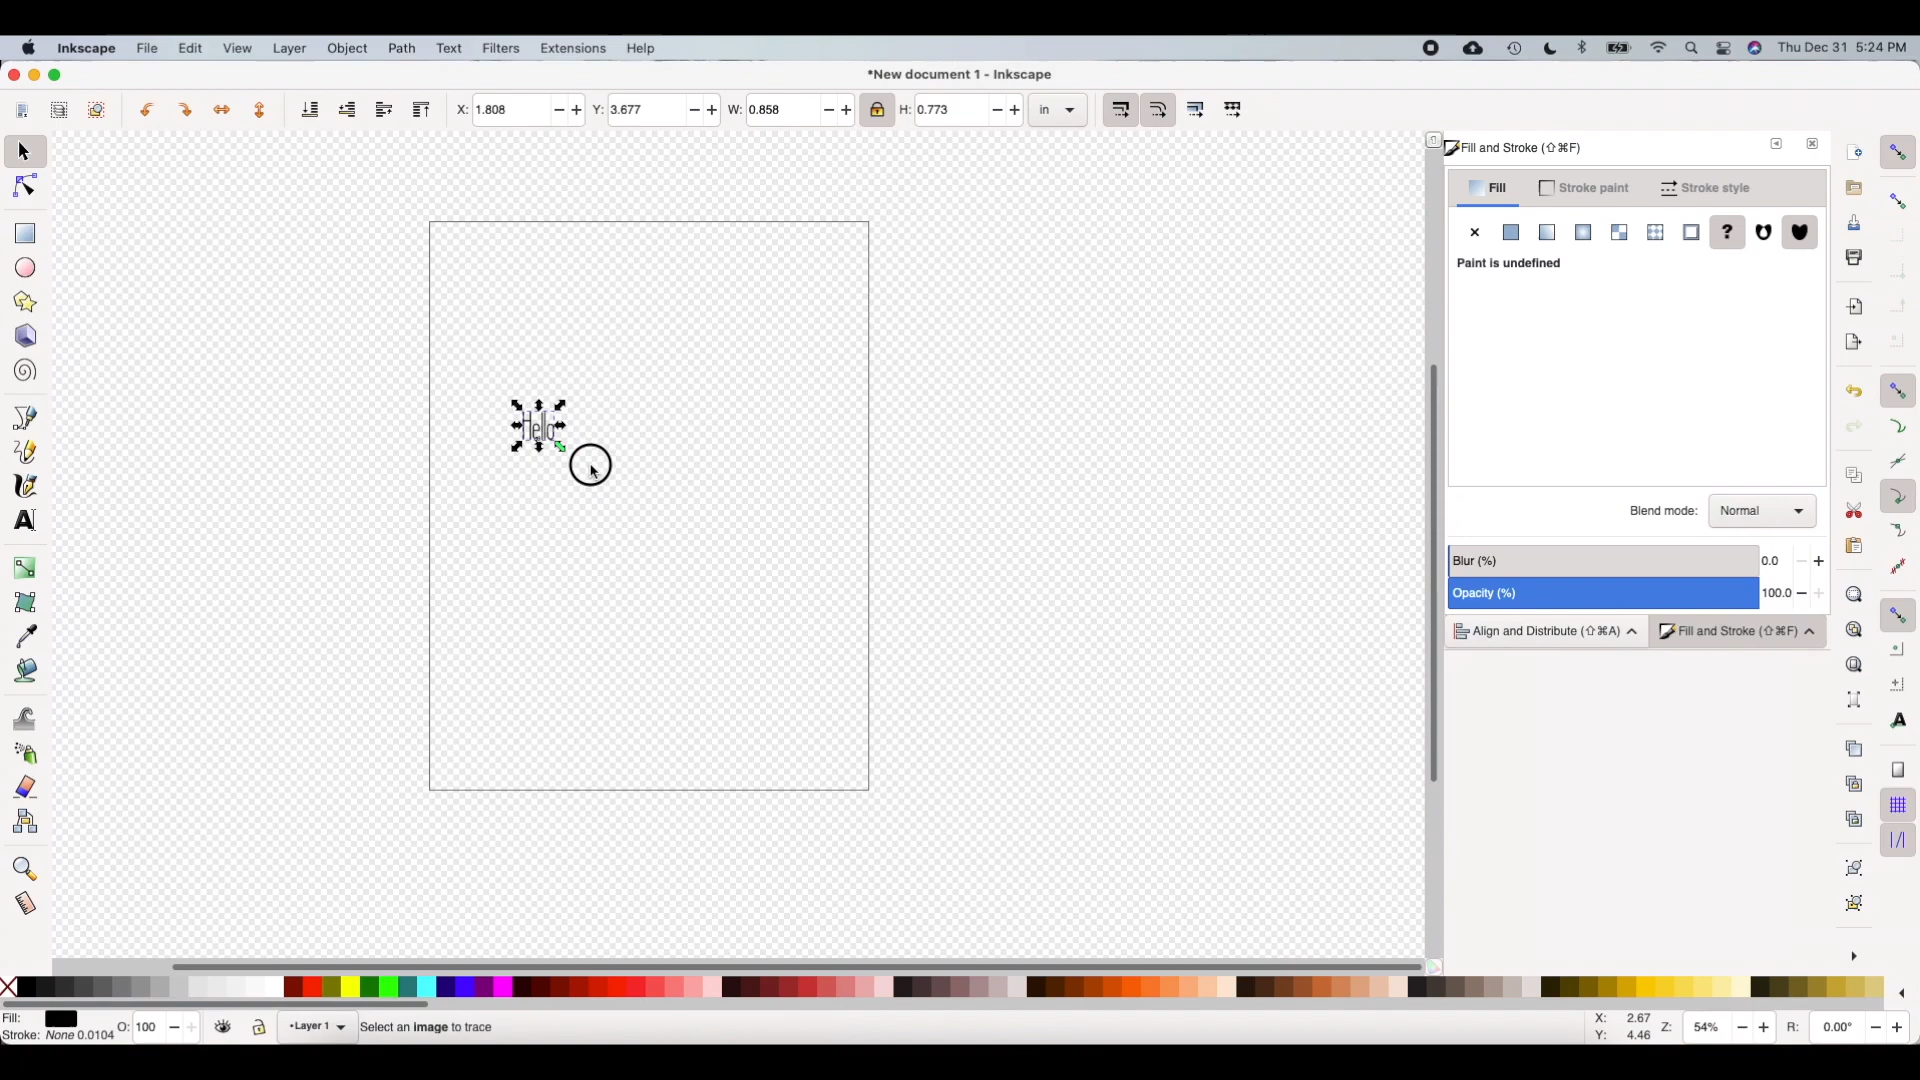 Inkscape File Edit View Layer Object Path Text Filters Extensions Help Thu Dec 31 5:24 PM
*New document 1 - Inkscape
X: 1.808 Y: 3.677 W: 0.858 H: 0.773 in
Fill and Stroke (⇧⌘F)
Fill Stroke paint Stroke style
?
Paint is undefined
Hello
Blend mode: Normal
Blur (%) 0.0
Opacity (%) 100.0
Align and Distribute (⇧⌘A) Fill and Stroke (⇧⌘F)
Fill:
Stroke: None 0.0104 O: 100 •Layer 1 Select an image to trace
X: 2.67
Y: 4.46
Z: 54% R: 0.00°